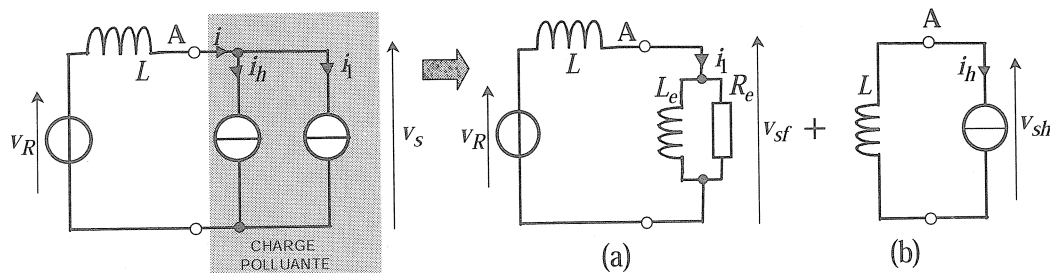 A
i
L
i_h
i_1
v_R
v_s
CHARGE
POLLUANTE
A
L
i_1
L_e
R_e
v_R
v_sf
+
(a)
A
L
i_h
v_sh
(b)